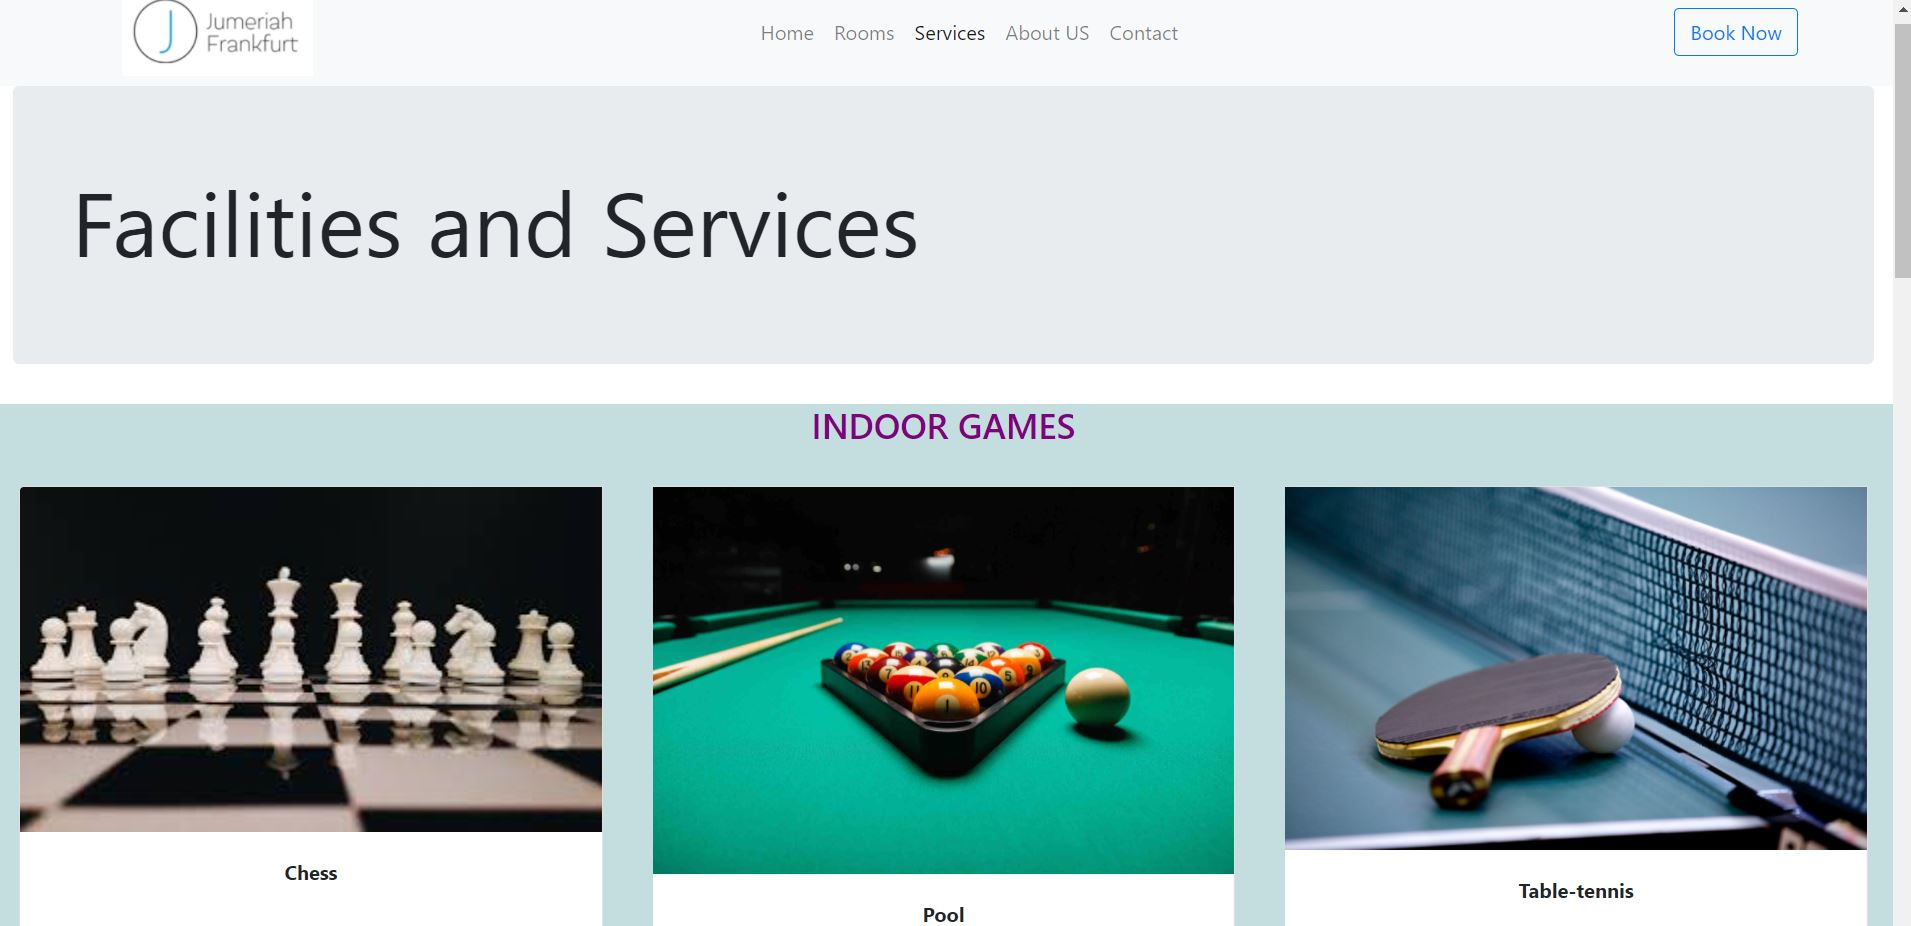 Jumeriah
Frankfurt
Home Rooms Services About US Contact
Book Now
Facilities and Services
INDOOR GAMES
Chess
Pool
Table-tennis